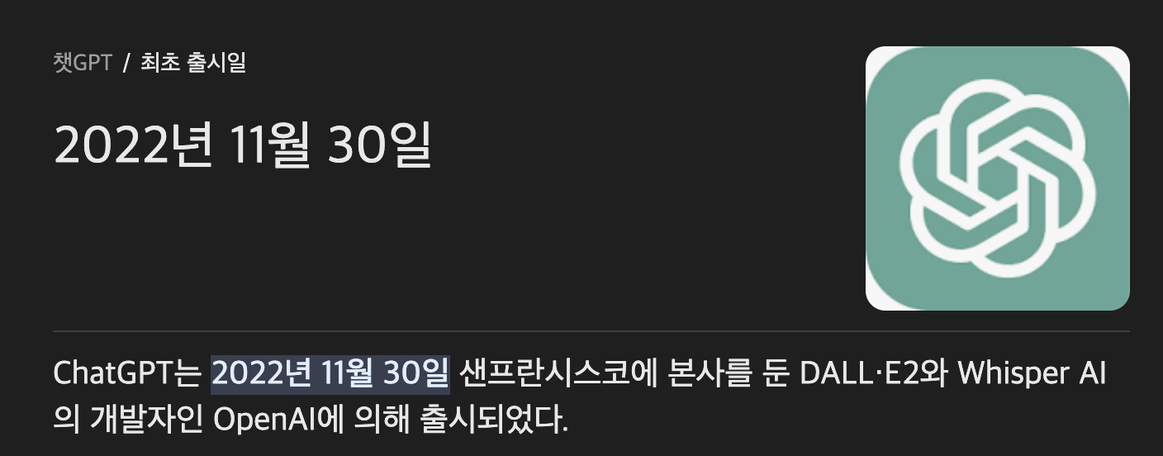 챗GPT / 최초 출시일
2022년 11월 30일
ChatGPT는 2022년 11월 30일 샌프란시스코에 본사를 둔 DALL·E2와 Whisper AI
의 개발자인 OpenAI에 의해 출시되었다.